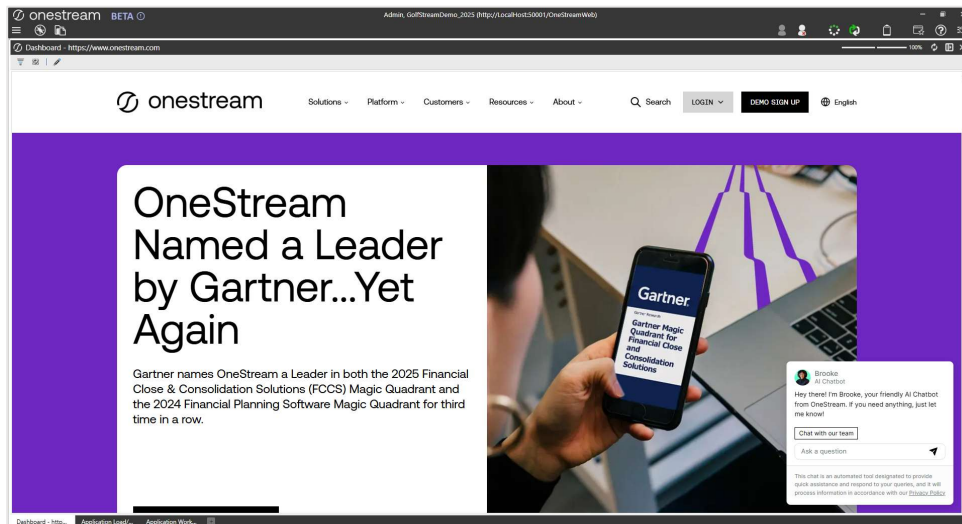 onestream BETA
Admin, GolfStreamDemo_2025 (http://LocalHost:50001/OneStreamWeb)
Dashboard - https://www.onestream.com
100%
onestream
Solutions
Platform
Customers
Resources
About
Search
LOGIN
DEMO SIGN UP
English
OneStream
Named a Leader
by Gartner...Yet
Again
Gartner names OneStream a Leader in both the 2025 Financial
Close & Consolidation Solutions (FCCS) Magic Quadrant and
the 2024 Financial Planning Software Magic Quadrant for third
time in a row.
Gartner
Gartner Magic
Quadrant for
Financial Close
and
Consolidation
Solutions
Brooke
AI Chatbot
Hey there! I'm Brooke, your friendly AI Chatbot
from OneStream. If you need anything, just let
me know!
Chat with our team
Ask a question
This chat is an automated tool designated to provide
quick assistance and respond to your queries, and it will
process information in accordance with our Privacy Policy
Dashboard - http...
Application Load/...
Application Work...